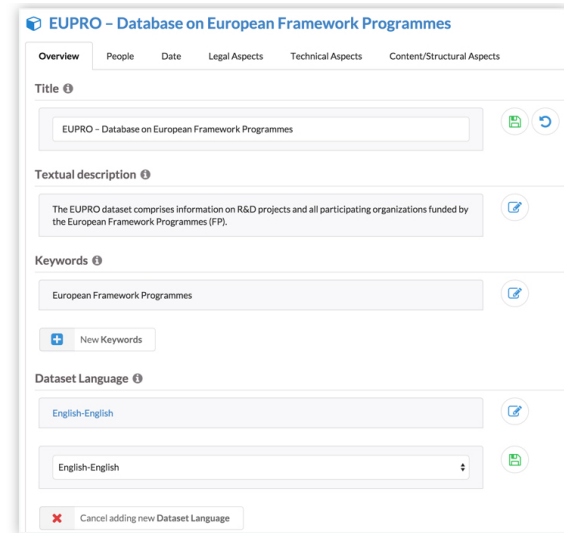 EUPRO – Database on European Framework Programmes
Overview People Date Legal Aspects Technical Aspects Content/Structural Aspects
Title
EUPRO – Database on European Framework Programmes
Textual description
The EUPRO dataset comprises information on R&D projects and all participating organizations funded by
the European Framework Programmes (FP).
Keywords
European Framework Programmes
New Keywords
Dataset Language
English-English
English-English
Cancel adding new Dataset Language